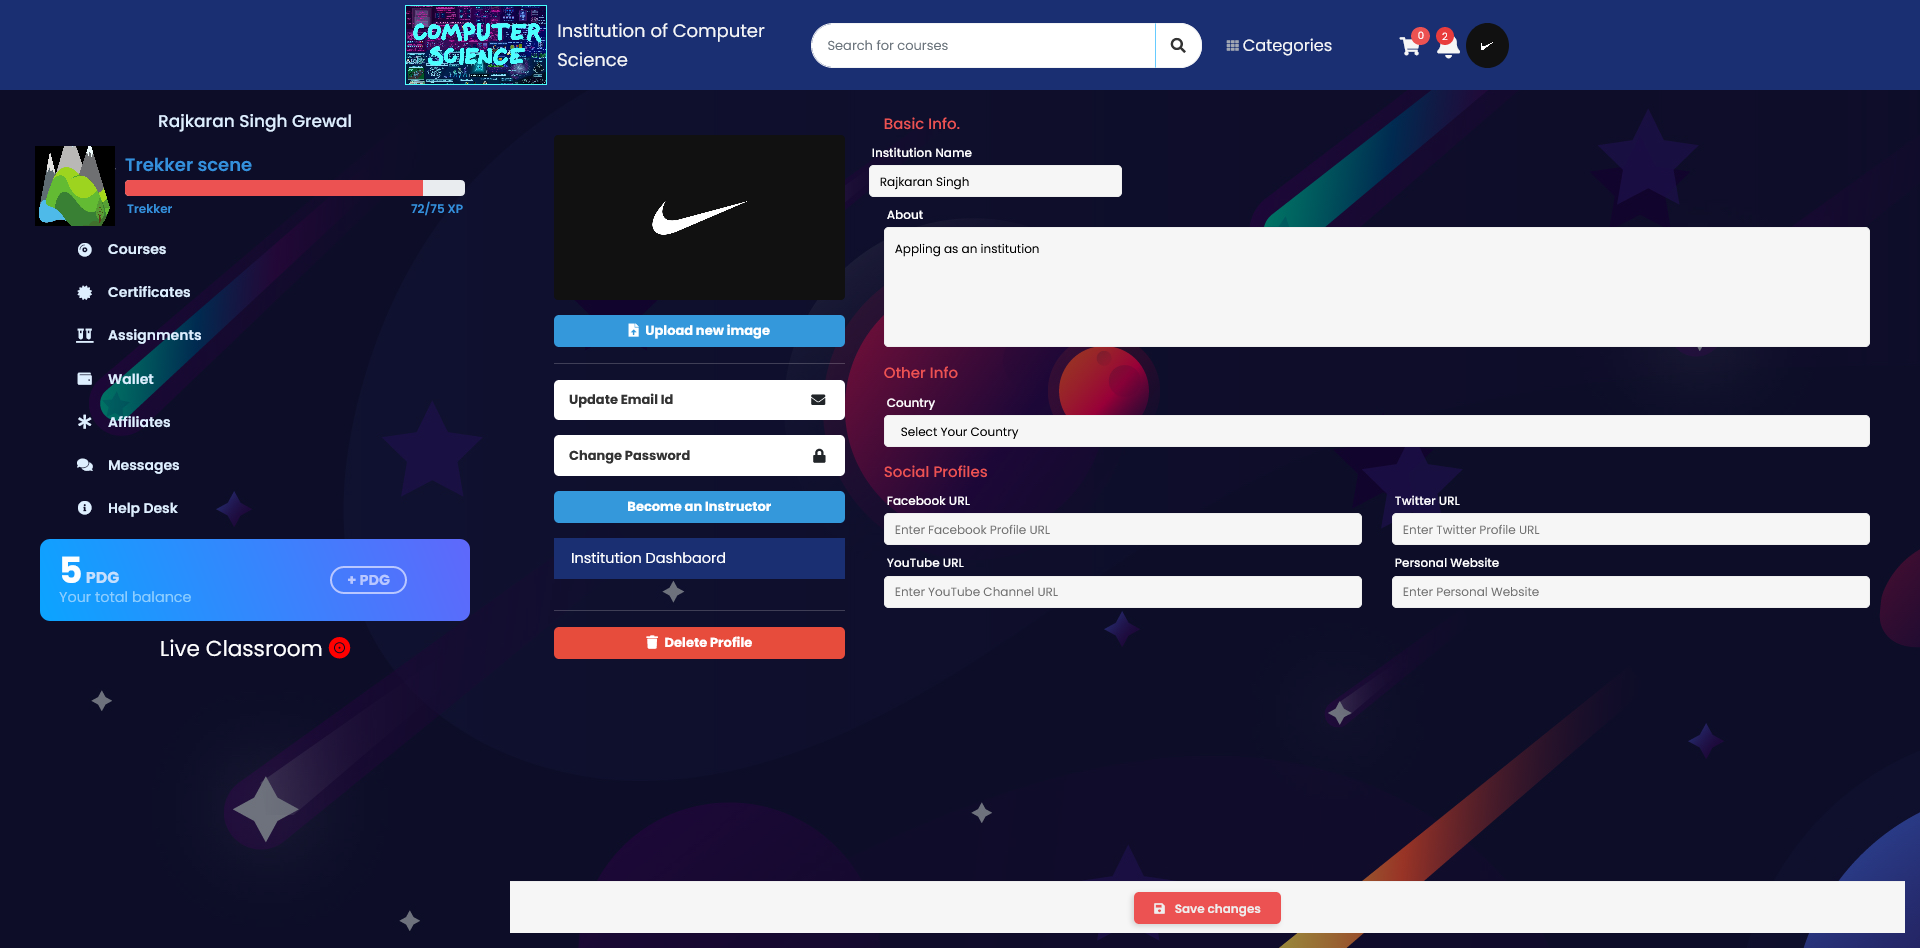 COMPUTER
SCIENCE
Institution of Computer
Science
Search for courses
Categories
0
2
Rajkaran Singh Grewal
Trekker scene
Trekker
72/75 XP
Courses
Certificates
Assignments
Wallet
Affiliates
Messages
Help Desk
5 PDG
+ PDG
Your total balance
Live Classroom
Upload new image
Update Email Id
Change Password
Become an Instructor
Institution Dashbaord
Delete Profile
Basic Info.
Institution Name
Rajkaran Singh
About
Appling as an institution
Other Info
Country
Select Your Country
Social Profiles
Facebook URL
Twitter URL
Enter Facebook Profile URL
Enter Twitter Profile URL
YouTube URL
Personal Website
Enter YouTube Channel URL
Enter Personal Website
Save changes